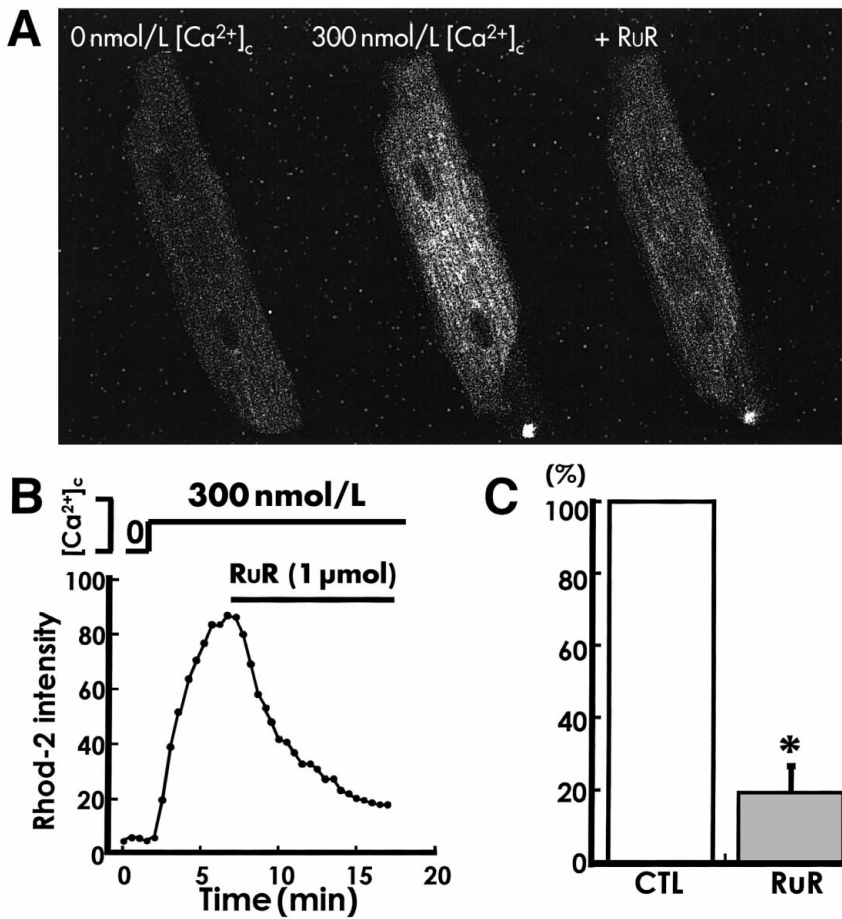 A
0 nmol/L [Ca²⁺]c
300 nmol/L [Ca²⁺]c
+ RuR
B
[Ca²⁺]c
0
300 nmol/L
RuR (1 μmol)
Rhod-2 intensity
100
80
60
40
20
0
0 5 10 15 20
Time (min)
C
(%)
100
80
60
40
20
0
*
CTL RuR